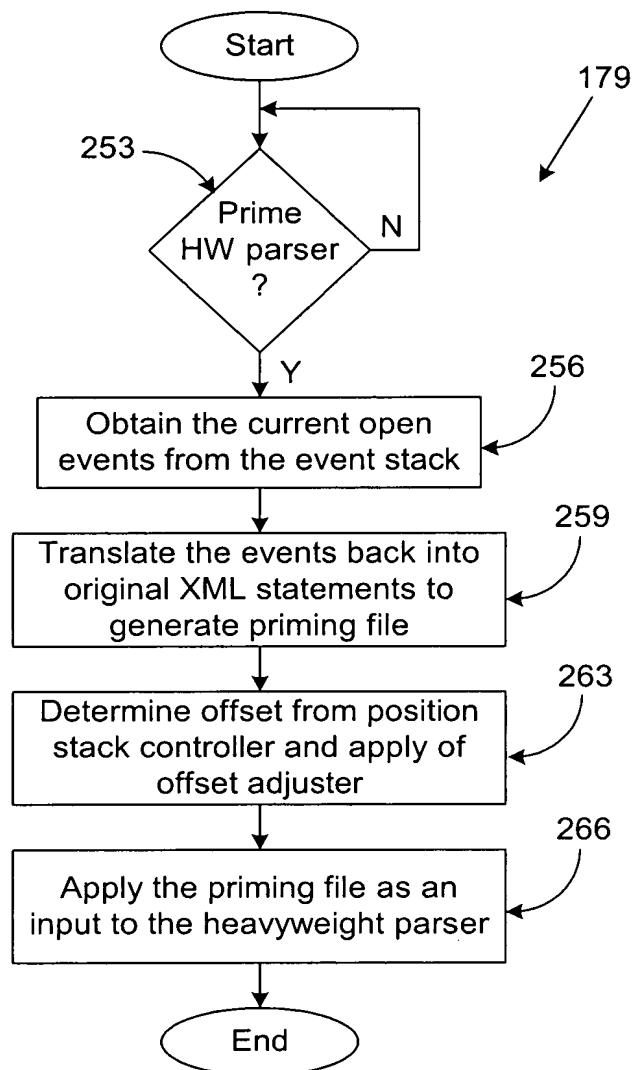 Start
179
253
Prime
HW parser
?
N
Y
256
Obtain the current open
events from the event stack
259
Translate the events back into
original XML statements to
generate priming file
263
Determine offset from position
stack controller and apply of
offset adjuster
266
Apply the priming file as an
input to the heavyweight parser
End